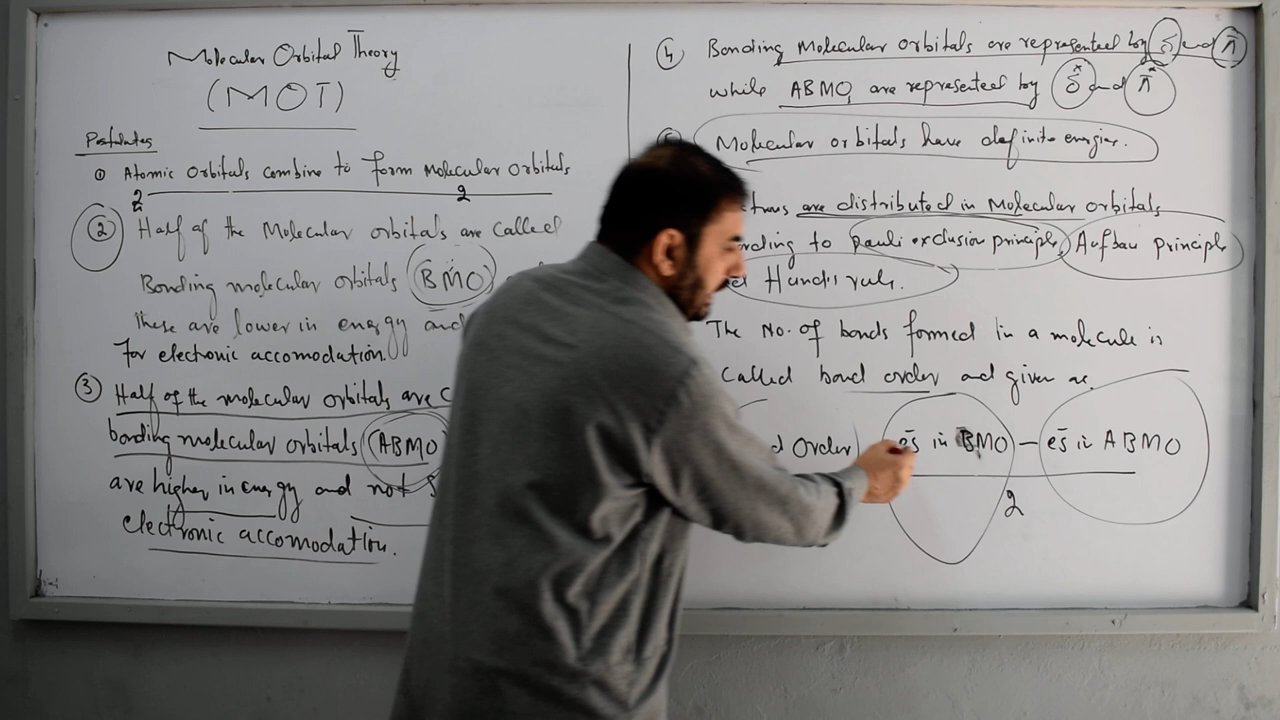 Molecular Orbital Theory
(MOT)
Postulates
① Atomic Orbitals combine to form Molecular Orbitals
2 2
② Half of the Molecular orbitals are called
Bonding molecular orbitals (BMO)
These are lower in energy and
for electronic accomodation.
③ Half of the molecular orbitals are c
bonding molecular orbitals (ABMO
are higher in energy and not s
electronic accomodation.
④ Bonding Molecular orbitals are represented by δ and π
while ABMO are represented by δ* and π*
Molecular orbitals have definite energies.
trons are distributed in Molecular orbitals
rding to pauli exclusion principle, Aufbau principle
Hund's rule.
The No. of bonds formed in a molecule is
called bond order and given as.
d Order) ēs in BMO – ēs in ABMO
2